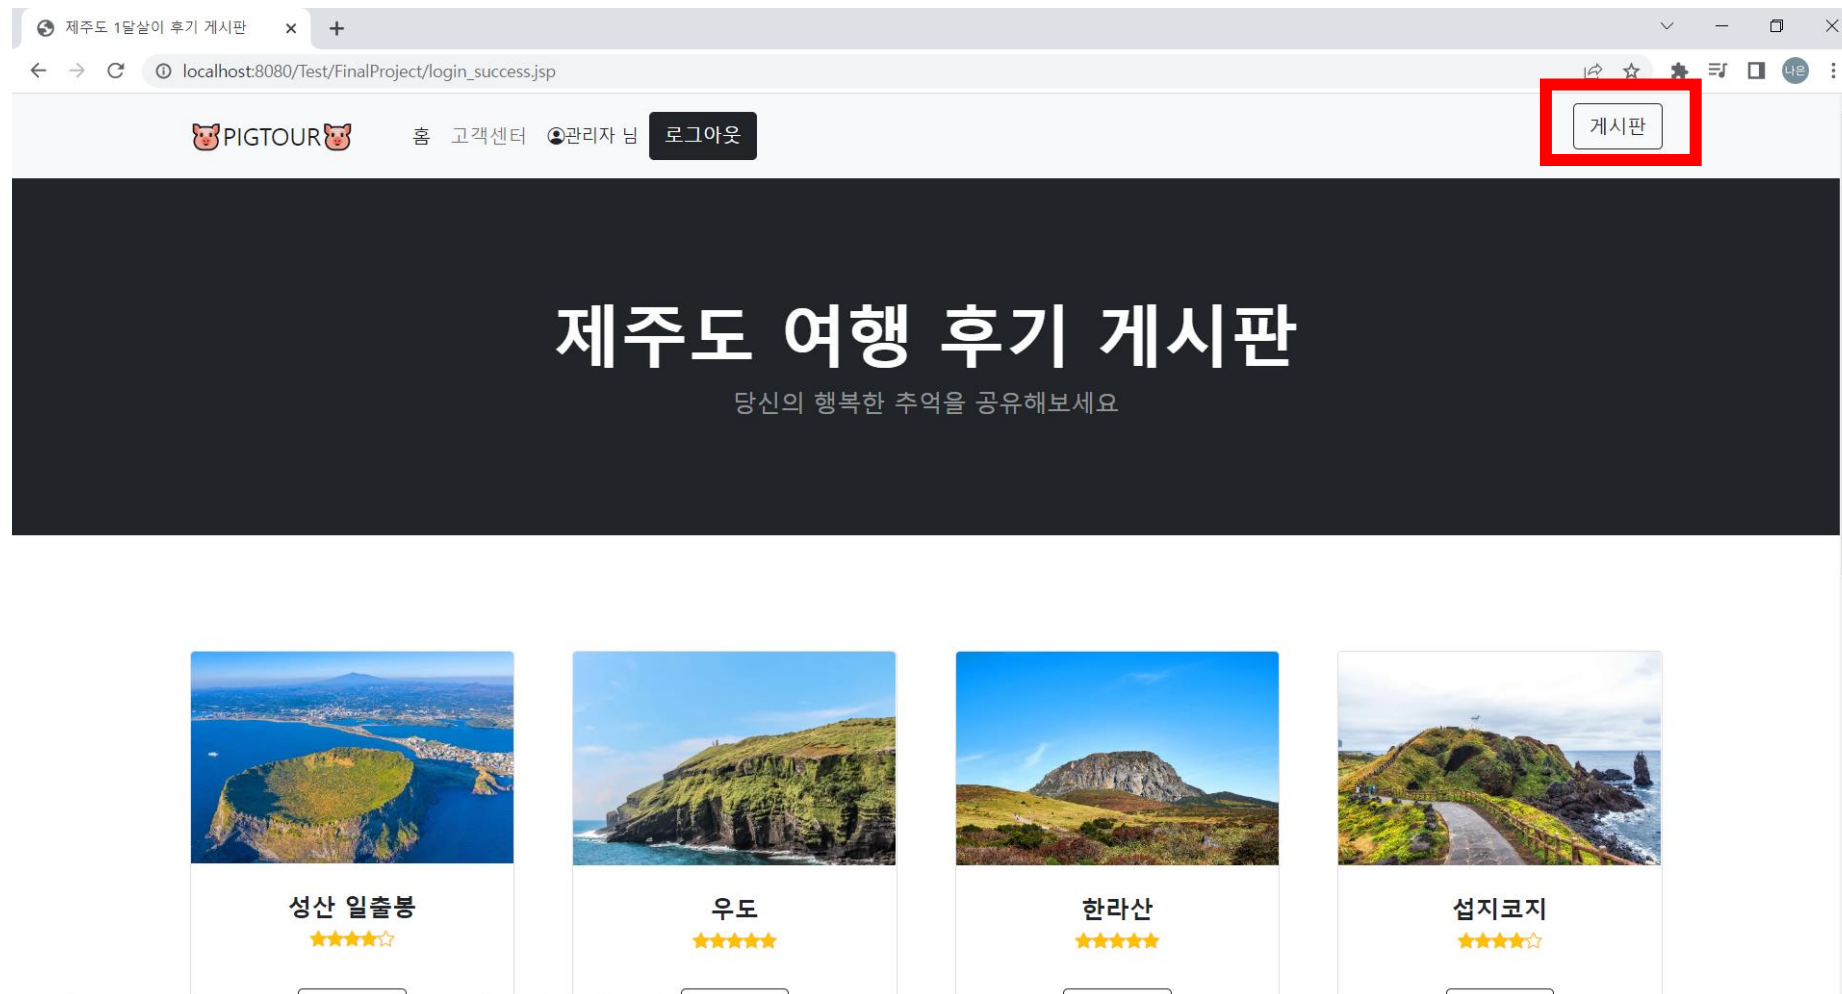 제주도 1달살이 후기 게시판
localhost:8080/Test/FinalProject/login_success.jsp
나은
PIGTOUR 홈 고객센터 관리자 님 로그아웃 게시판
제주도 여행 후기 게시판
당신의 행복한 추억을 공유해보세요
성산 일출봉 우도 한라산 섭지코지